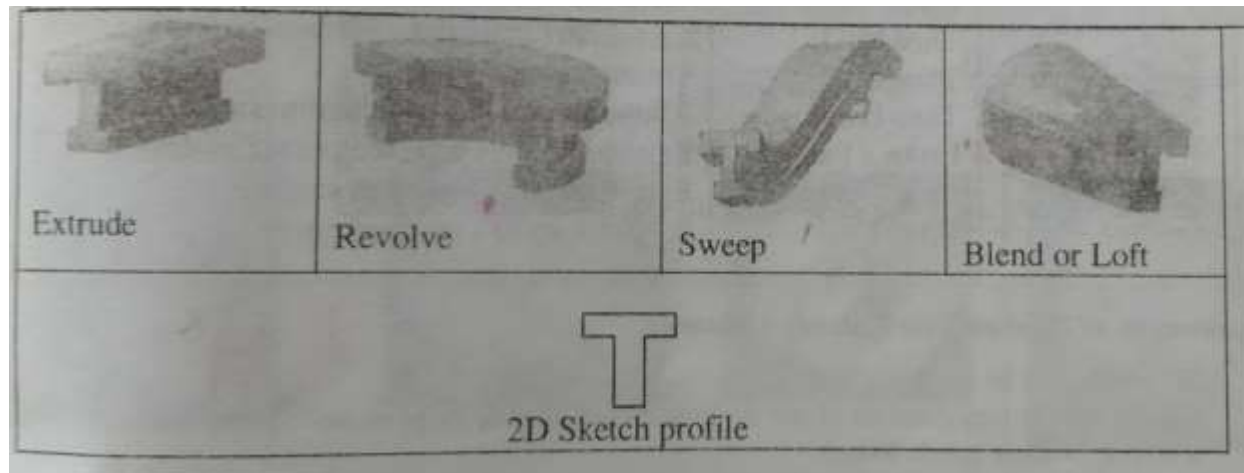 Extrude
Revolve
Sweep
Blend or Loft
2D Sketch profile